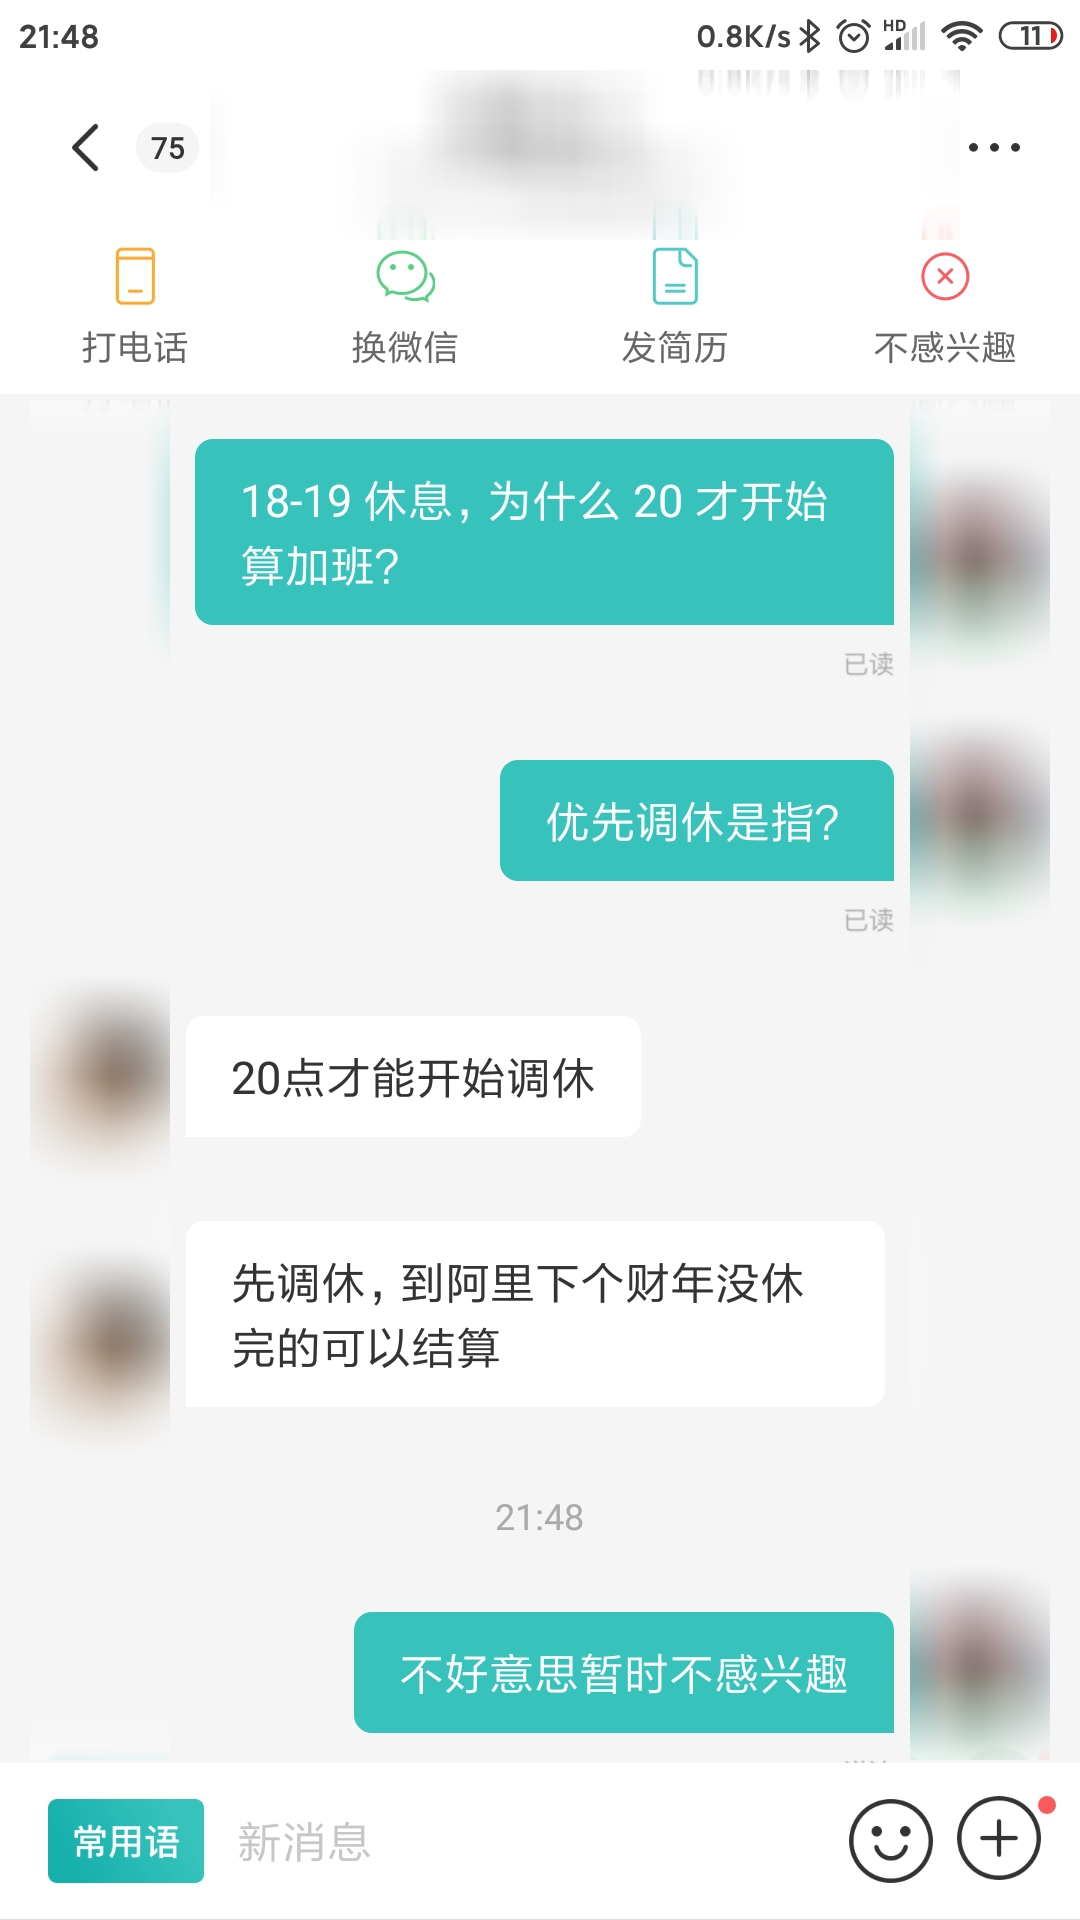 21:48 0.8K/s HD 11
75
打电话 换微信 发简历 不感兴趣
18-19 休息，为什么 20 才开始
算加班？
已读
优先调休是指？
已读
20点才能开始调休
先调休，到阿里下个财年没休
完的可以结算
21:48
不好意思暂时不感兴趣
常用语 新消息